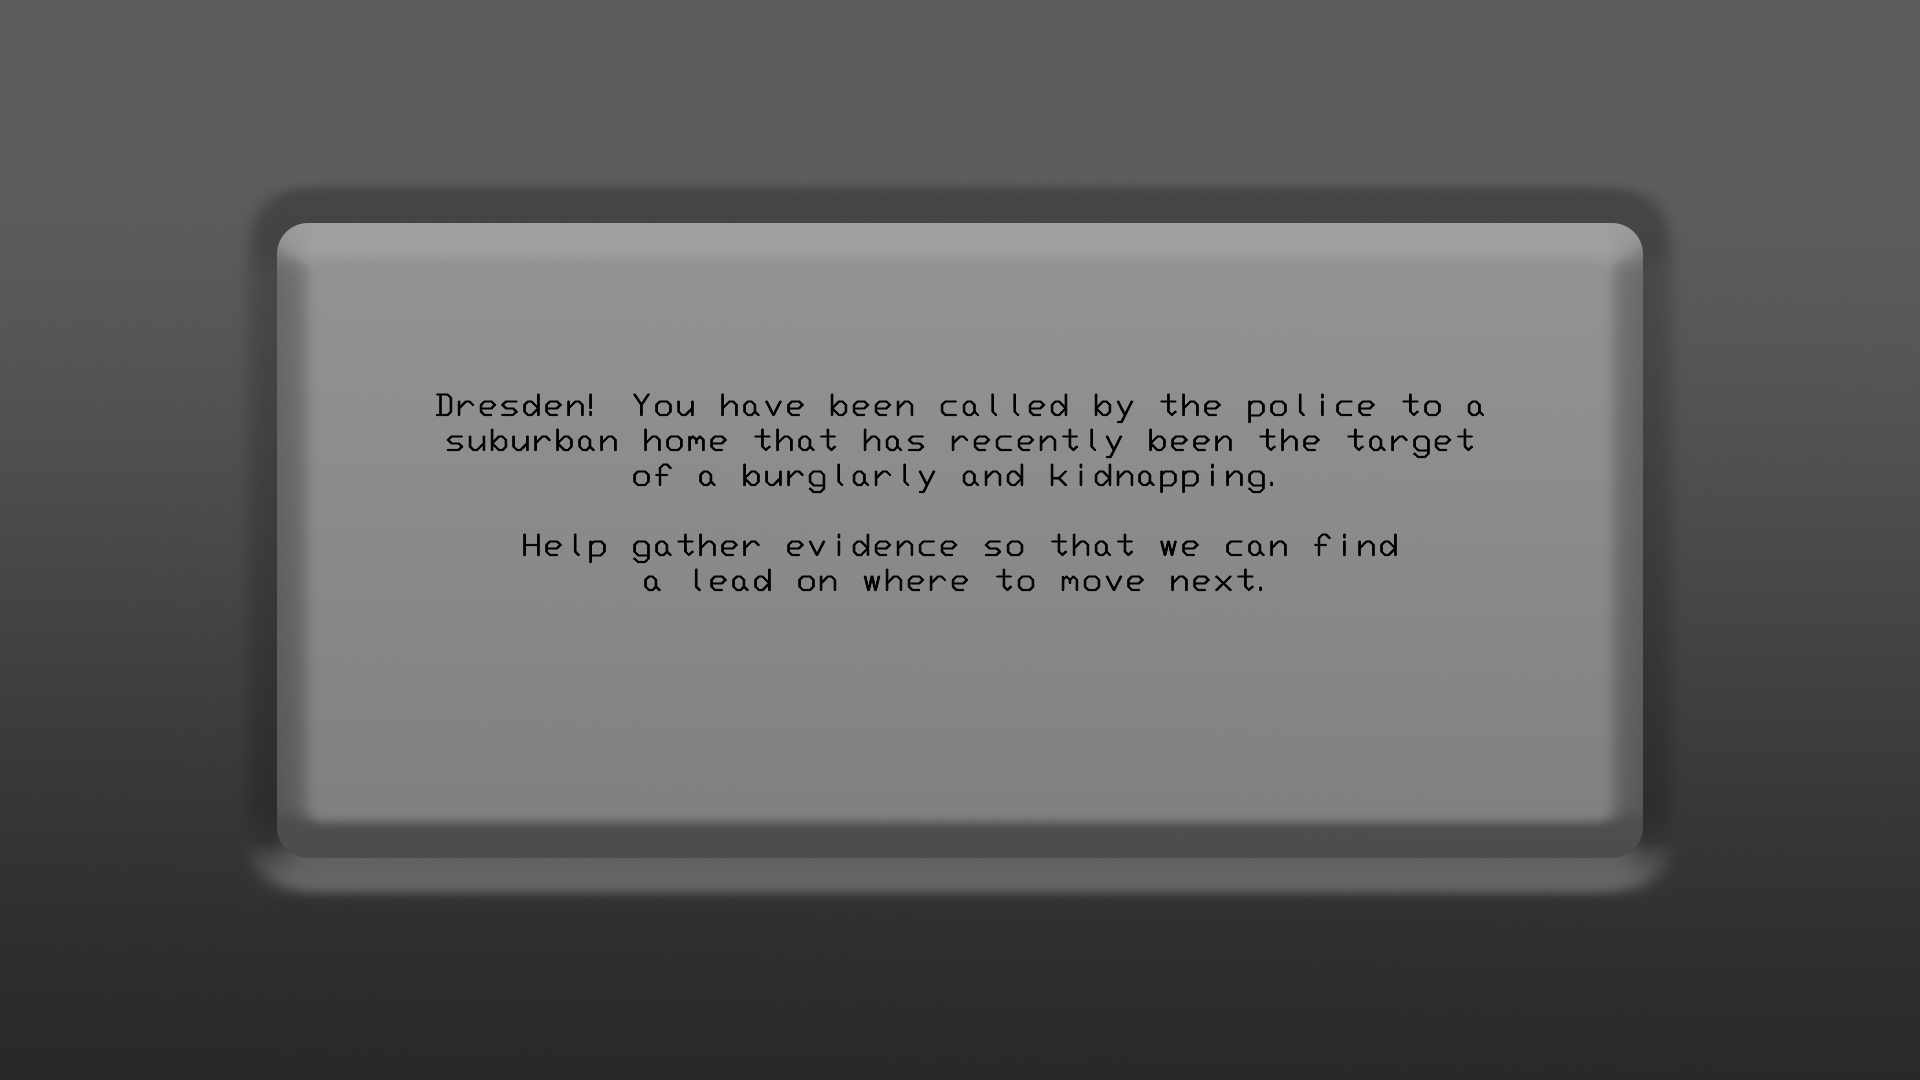 Dresden!  You have been called by the police to a
suburban home that has recently been the target
of a burglarly and kidnapping.
Help gather evidence so that we can find
a lead on where to move next.